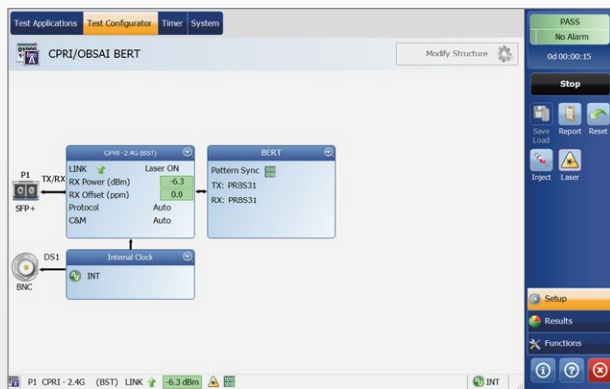 Test Applications Test Configurator Timer System
CPRI/OBSAI BERT
Modify Structure
PASS
No Alarm
0d 00:00:15
Stop
Save
Load
Report
Reset
Inject
Laser
P1
TX/RX
SFP+
CPRI - 2.4G (BST)
LINK Laser ON
RX Power (dBm) -6.3
RX Offset (ppm) 0.0
Protocol Auto
C&M Auto
BERT
Pattern Sync
TX: PRBS31
RX: PRBS31
DS1
BNC
Internal Clock
INT
Setup
Results
Functions
P1 CPRI - 2.4G (BST) LINK -6.3 dBm
INT